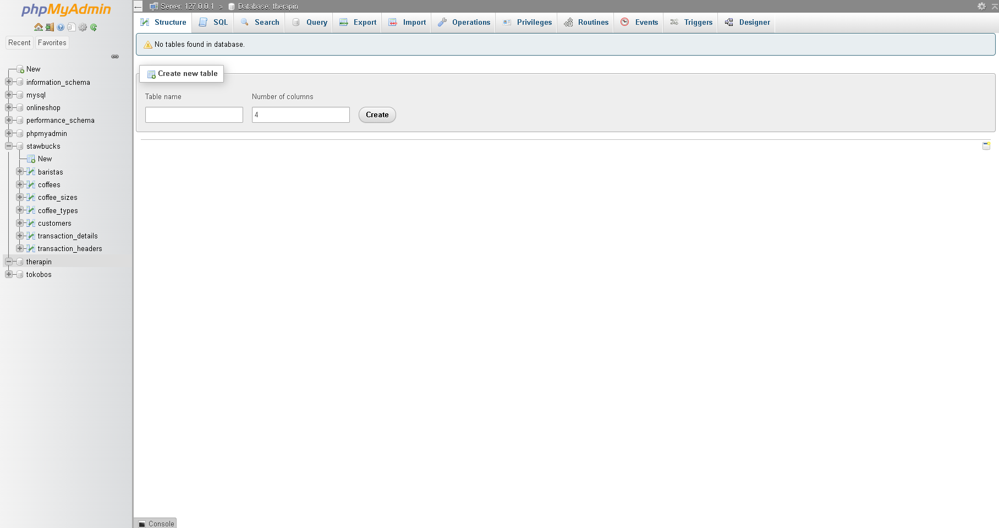 phpMyAdmin
Recent Favorites
New
information_schema
mysql
onlineshop
performance_schema
phpmyadmin
stawbucks
New
baristas
coffees
coffee_sizes
coffee_types
customers
transaction_details
transaction_headers
therapin
tokobos
Server: 127.0.0.1 » Database: therapin
Structure SQL Search Query Export Import Operations Privileges Routines Events Triggers Designer
No tables found in database.
Create new table
Table name Number of columns
4 Create
Console